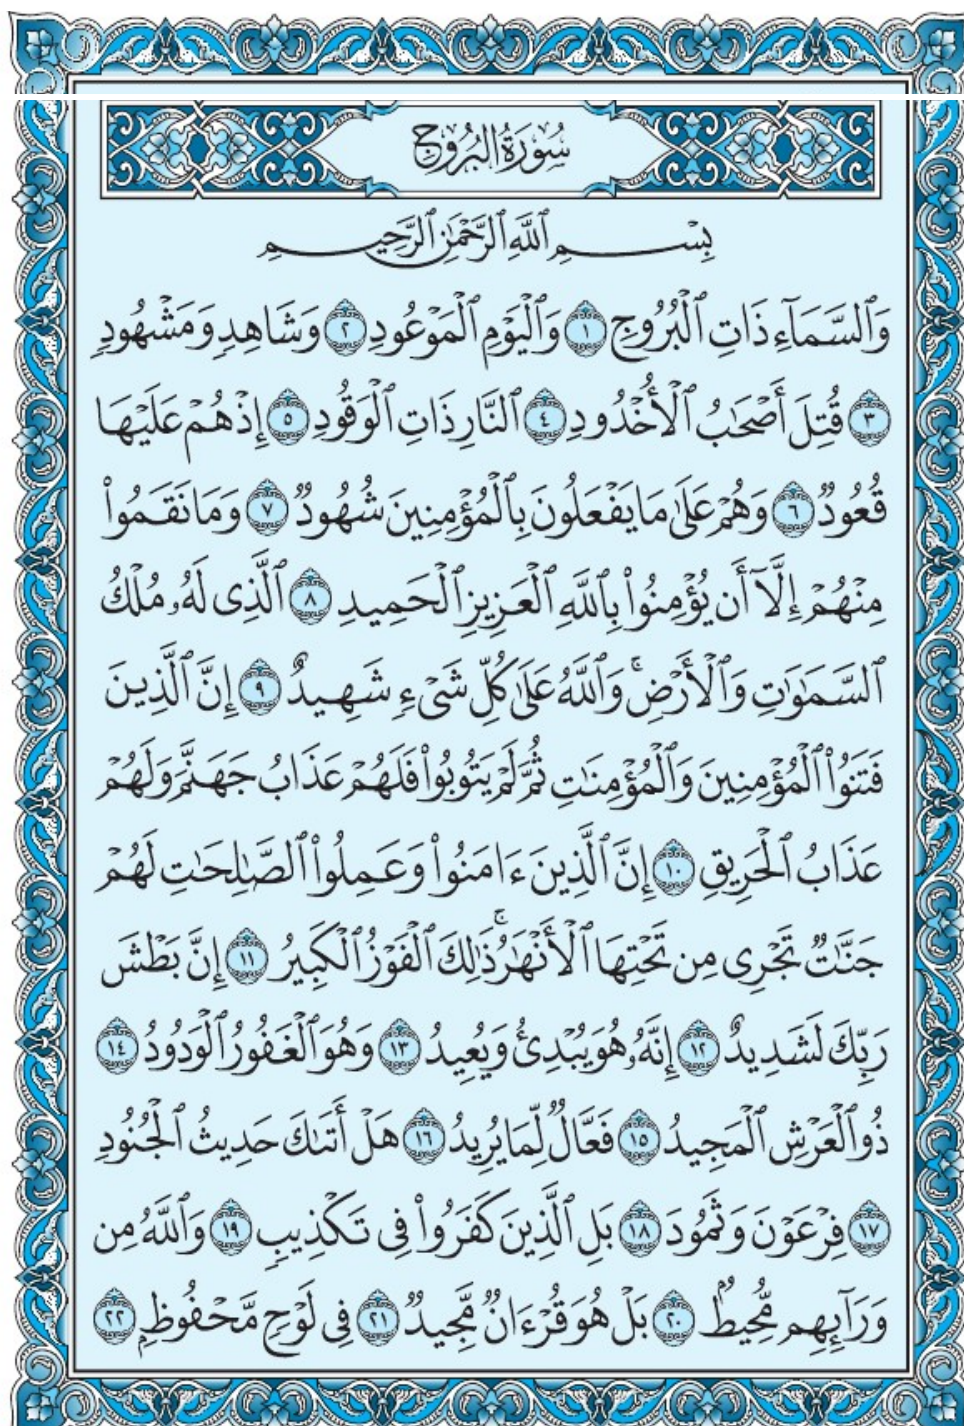 سُورَةُ البُرُوجِ
بِسْمِ ٱللَّهِ ٱلرَّحْمَٰنِ ٱلرَّحِيمِ
وَٱلسَّمَآءِ ذَاتِ ٱلْبُرُوجِ ١ وَٱلْيَوْمِ ٱلْمَوْعُودِ ٢ وَشَاهِدٖ وَمَشْهُودٖ
٣ قُتِلَ أَصْحَٰبُ ٱلْأُخْدُودِ ٤ ٱلنَّارِ ذَاتِ ٱلْوَقُودِ ٥ إِذْ هُمْ عَلَيْهَا
قُعُودٞ ٦ وَهُمْ عَلَىٰ مَا يَفْعَلُونَ بِٱلْمُؤْمِنِينَ شُهُودٞ ٧ وَمَا نَقَمُوا۟
مِنْهُمْ إِلَّآ أَن يُؤْمِنُوا۟ بِٱللَّهِ ٱلْعَزِيزِ ٱلْحَمِيدِ ٨ ٱلَّذِى لَهُۥ مُلْكُ
ٱلسَّمَٰوَٰتِ وَٱلْأَرْضِۚ وَٱللَّهُ عَلَىٰ كُلِّ شَىْءٖ شَهِيدٌ ٩ إِنَّ ٱلَّذِينَ
فَتَنُوا۟ ٱلْمُؤْمِنِينَ وَٱلْمُؤْمِنَٰتِ ثُمَّ لَمْ يَتُوبُوا۟ فَلَهُمْ عَذَابُ جَهَنَّمَ وَلَهُمْ
عَذَابُ ٱلْحَرِيقِ ١٠ إِنَّ ٱلَّذِينَ ءَامَنُوا۟ وَعَمِلُوا۟ ٱلصَّٰلِحَٰتِ لَهُمْ
جَنَّٰتٞ تَجْرِى مِن تَحْتِهَا ٱلْأَنْهَٰرُۚ ذَٰلِكَ ٱلْفَوْزُ ٱلْكَبِيرُ ١١ إِنَّ بَطْشَ
رَبِّكَ لَشَدِيدٌ ١٢ إِنَّهُۥ هُوَ يُبْدِئُ وَيُعِيدُ ١٣ وَهُوَ ٱلْغَفُورُ ٱلْوَدُودُ ١٤
ذُو ٱلْعَرْشِ ٱلْمَجِيدُ ١٥ فَعَّالٞ لِّمَا يُرِيدُ ١٦ هَلْ أَتَىٰكَ حَدِيثُ ٱلْجُنُودِ
١٧ فِرْعَوْنَ وَثَمُودَ ١٨ بَلِ ٱلَّذِينَ كَفَرُوا۟ فِى تَكْذِيبٖ ١٩ وَٱللَّهُ مِن
وَرَآئِهِم مُّحِيطُۢ ٢٠ بَلْ هُوَ قُرْءَانٞ مَّجِيدٞ ٢١ فِى لَوْحٖ مَّحْفُوظِۭ ٢٢